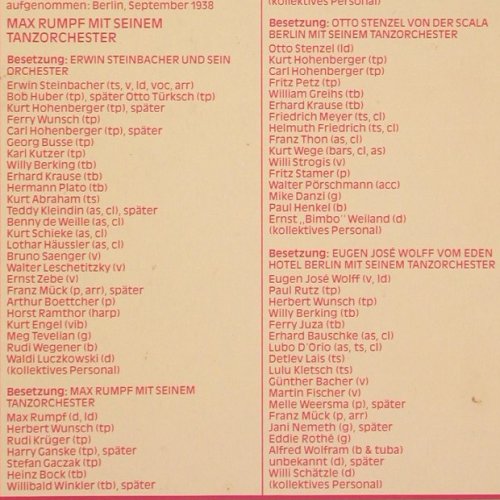 aufgenommen: Berlin, September 1938
MAX RUMPF MIT SEINEM
TANZORCHESTER
Besetzung: ERWIN STEINBACHER UND SEIN
ORCHESTER
Erwin Steinbacher (ts, v, ld, voc, arr)
Bob Huber (tp), später Otto Türksch (tp)
Kurt Hohenberger (tp), später
Ferry Wunsch (tp)
Carl Hohenberger (tp), später
Georg Busse (tp)
Karl Kutzer (tp)
Willy Berking (tb)
Erhard Krause (tb)
Hermann Plato (tb)
Kurt Abraham (ts)
Teddy Kleindin (as, cl), später
Benny de Weille (as, cl)
Kurt Schieke (as, cl)
Lothar Häussler (as, cl)
Bruno Saenger (v)
Walter Leschetitzky (v)
Ernst Zebe (v)
Franz Mück (p, arr), später
Arthur Boettcher (p)
Horst Ramthor (harp)
Kurt Engel (vib)
Meg Tevelian (g)
Rudi Wegener (b)
Waldi Luczkowski (d)
(kollektives Personal)
Besetzung: MAX RUMPF MIT SEINEM
TANZORCHESTER
Max Rumpf (d, ld)
Herbert Wunsch (tp)
Rudi Krüger (tp)
Harry Ganske (tp), später
Stefan Gaczak (tp)
Heinz Bock (tb)
Willibald Winkler (tb), später
(kollektives Personal)
Besetzung: OTTO STENZEL VON DER SCALA
BERLIN MIT SEINEM TANZORCHESTER
Otto Stenzel (ld)
Kurt Hohenberger (tp)
Carl Hohenberger (tp)
Fritz Petz (tp)
William Greihs (tb)
Erhard Krause (tb)
Friedrich Meyer (ts, cl)
Helmuth Friedrich (ts, cl)
Franz Thon (as, cl)
Kurt Wege (bars, cl, as)
Willi Strogis (v)
Fritz Stamer (p)
Walter Pörschmann (acc)
Mike Danzi (g)
Paul Henkel (b)
Ernst „Bimbo" Weiland (d)
(kollektives Personal)
Besetzung: EUGEN JOSÉ WOLFF VOM EDEN
HOTEL BERLIN MIT SEINEM TANZORCHESTER
Eugen José Wolff (v, ld)
Paul Rutz (tp)
Herbert Wunsch (tp)
Willy Berking (tb)
Ferry Juza (tb)
Erhard Bauschke (as, cl)
Lubo D'Orio (as, ts, cl)
Detlev Lais (ts)
Lulu Kletsch (ts)
Günther Bacher (v)
Martin Fischer (v)
Melle Weersma (p), später
Franz Mück (p, arr)
Jani Nemeth (g), später
Eddie Rothé (g)
Alfred Wolfram (b & tuba)
unbekannt (d), später
Willi Schätzle (d)
(kollektives Personal)